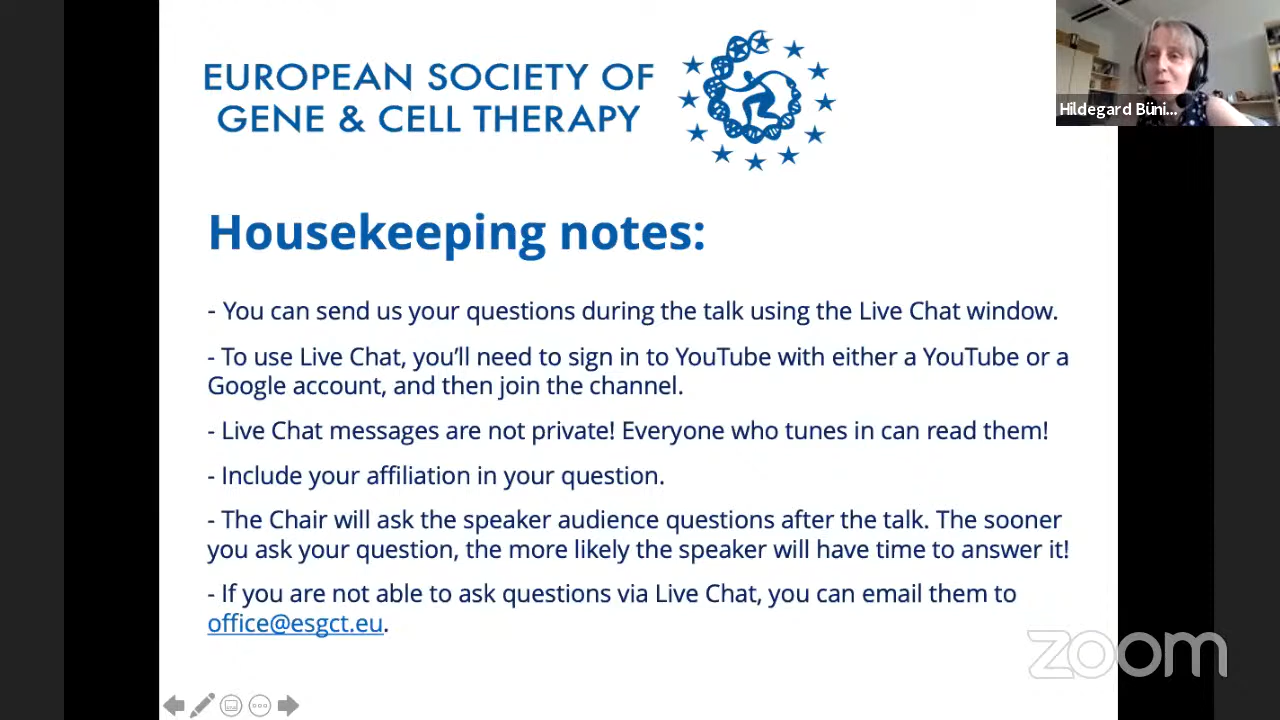 EUROPEAN SOCIETY OF
GENE & CELL THERAPY
Hildegard Büni...
Housekeeping notes:
- You can send us your questions during the talk using the Live Chat window.
- To use Live Chat, you’ll need to sign in to YouTube with either a YouTube or a
Google account, and then join the channel.
- Live Chat messages are not private! Everyone who tunes in can read them!
- Include your affiliation in your question.
- The Chair will ask the speaker audience questions after the talk. The sooner
you ask your question, the more likely the speaker will have time to answer it!
- If you are not able to ask questions via Live Chat, you can email them to
office@esgct.eu.
zoom